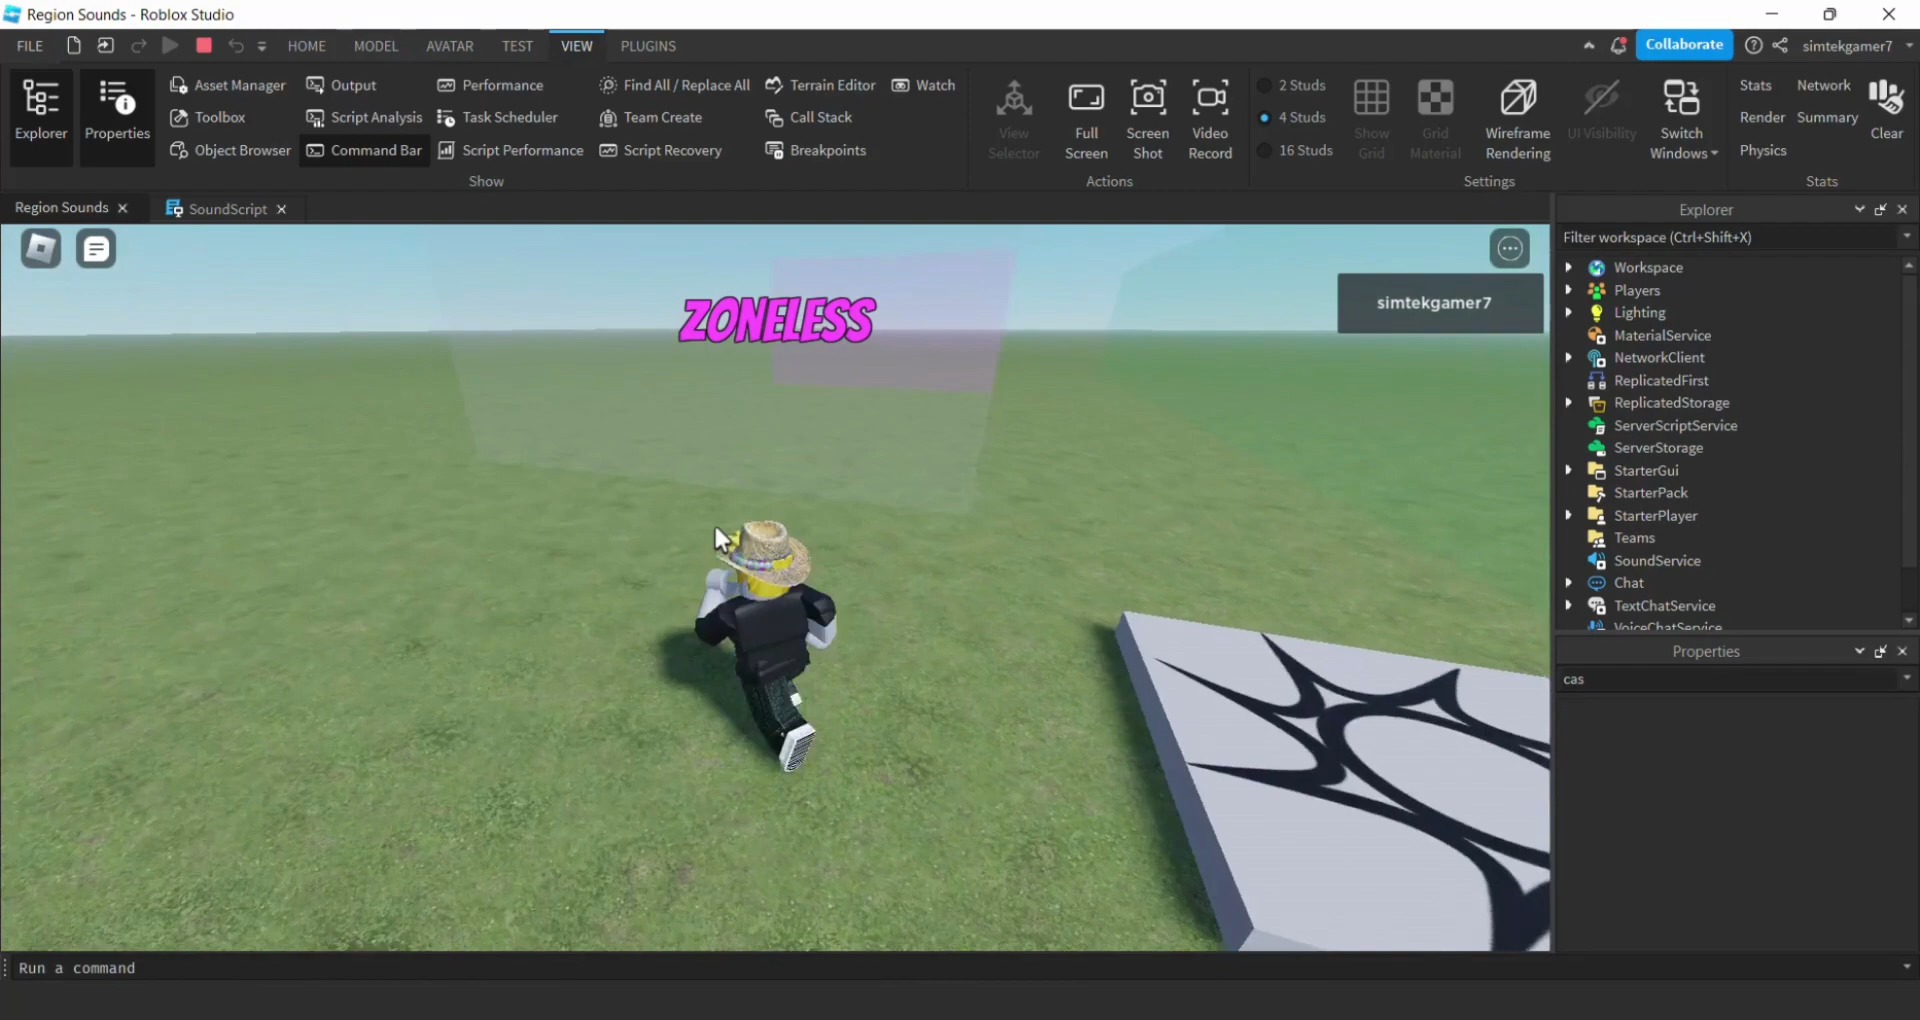 Region Sounds - Roblox Studio
FILE HOME MODEL AVATAR TEST VIEW PLUGINS Collaborate simtekgamer7
Explorer
Properties
Asset Manager
Toolbox
Object Browser
Output
Script Analysis
Command Bar
Performance
Task Scheduler
Script Performance
Find All / Replace All
Team Create
Script Recovery
Terrain Editor
Call Stack
Breakpoints
Watch
Show
View
Selector
Full
Screen
Screen
Shot
Video
Record
Actions
2 Studs
4 Studs
16 Studs
Show
Grid
Grid
Material
Wireframe
Rendering
UI Visibility
Switch
Windows
Settings
Stats
Network
Render
Summary
Physics
Clear
Stats
Region Sounds
SoundScript
ZONELESS
simtekgamer7
Explorer
Filter workspace (Ctrl+Shift+X)
Workspace
Players
Lighting
MaterialService
NetworkClient
ReplicatedFirst
ReplicatedStorage
ServerScriptService
ServerStorage
StarterGui
StarterPack
StarterPlayer
Teams
SoundService
Chat
TextChatService
VoiceChatService
Properties
cas
Run a command